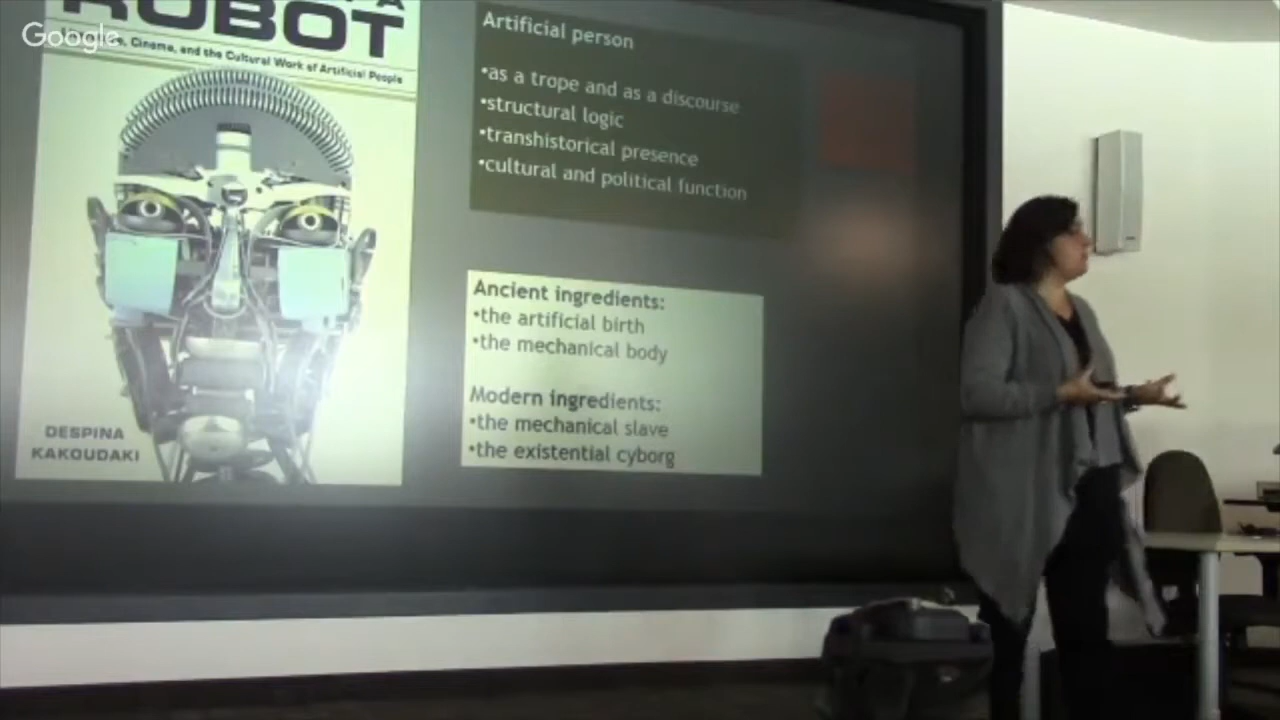 Google
A
ROBOT
Cinema, and the Cultural Work of Artificial People
DESPINA
KAKOUDAKI
Artificial person
•as a trope and as a discourse
•structural logic
•transhistorical presence
•cultural and political function
Ancient ingredients:
•the artificial birth
•the mechanical body
Modern ingredients:
•the mechanical slave
•the existential cyborg